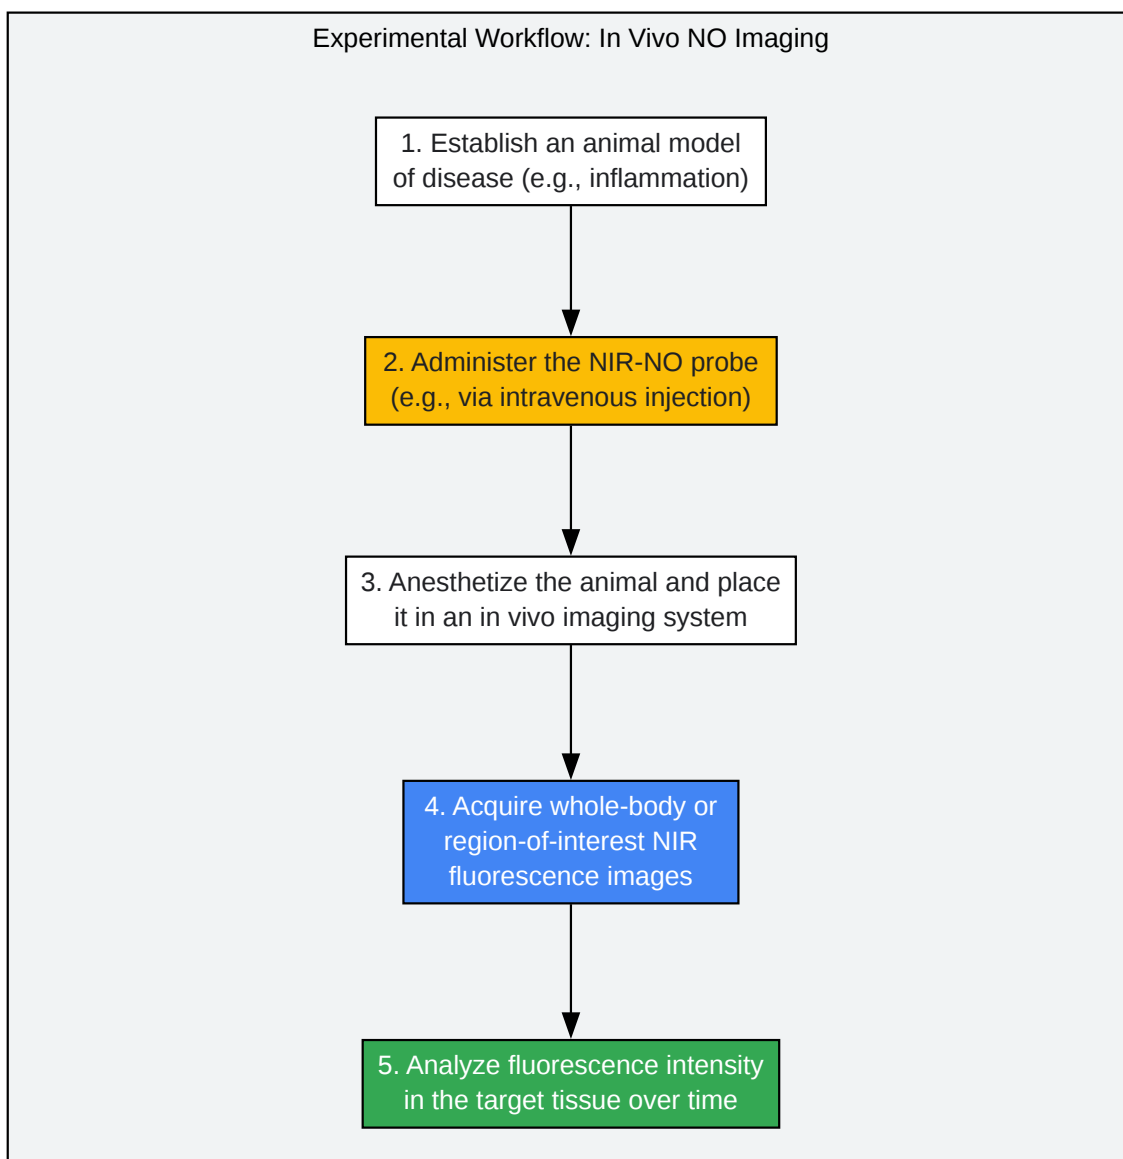 Experimental Workflow: In Vivo NO Imaging
1. Establish an animal model
of disease (e.g., inflammation)
2. Administer the NIR-NO probe
(e.g., via intravenous injection)
3. Anesthetize the animal and place
it in an in vivo imaging system
4. Acquire whole-body or
region-of-interest NIR
fluorescence images
5. Analyze fluorescence intensity
in the target tissue over time